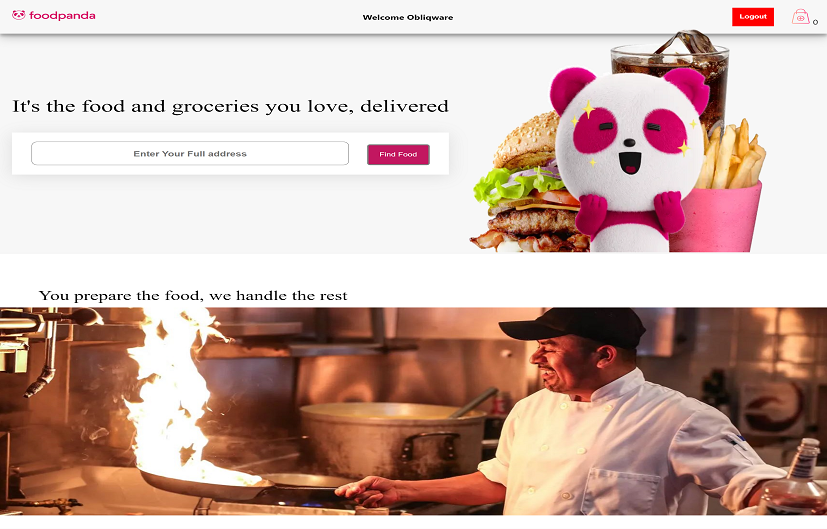 foodpanda
Welcome Obliqware
Logout
0
It's the food and groceries you love, delivered
Enter Your Full address
Find Food
You prepare the food, we handle the rest